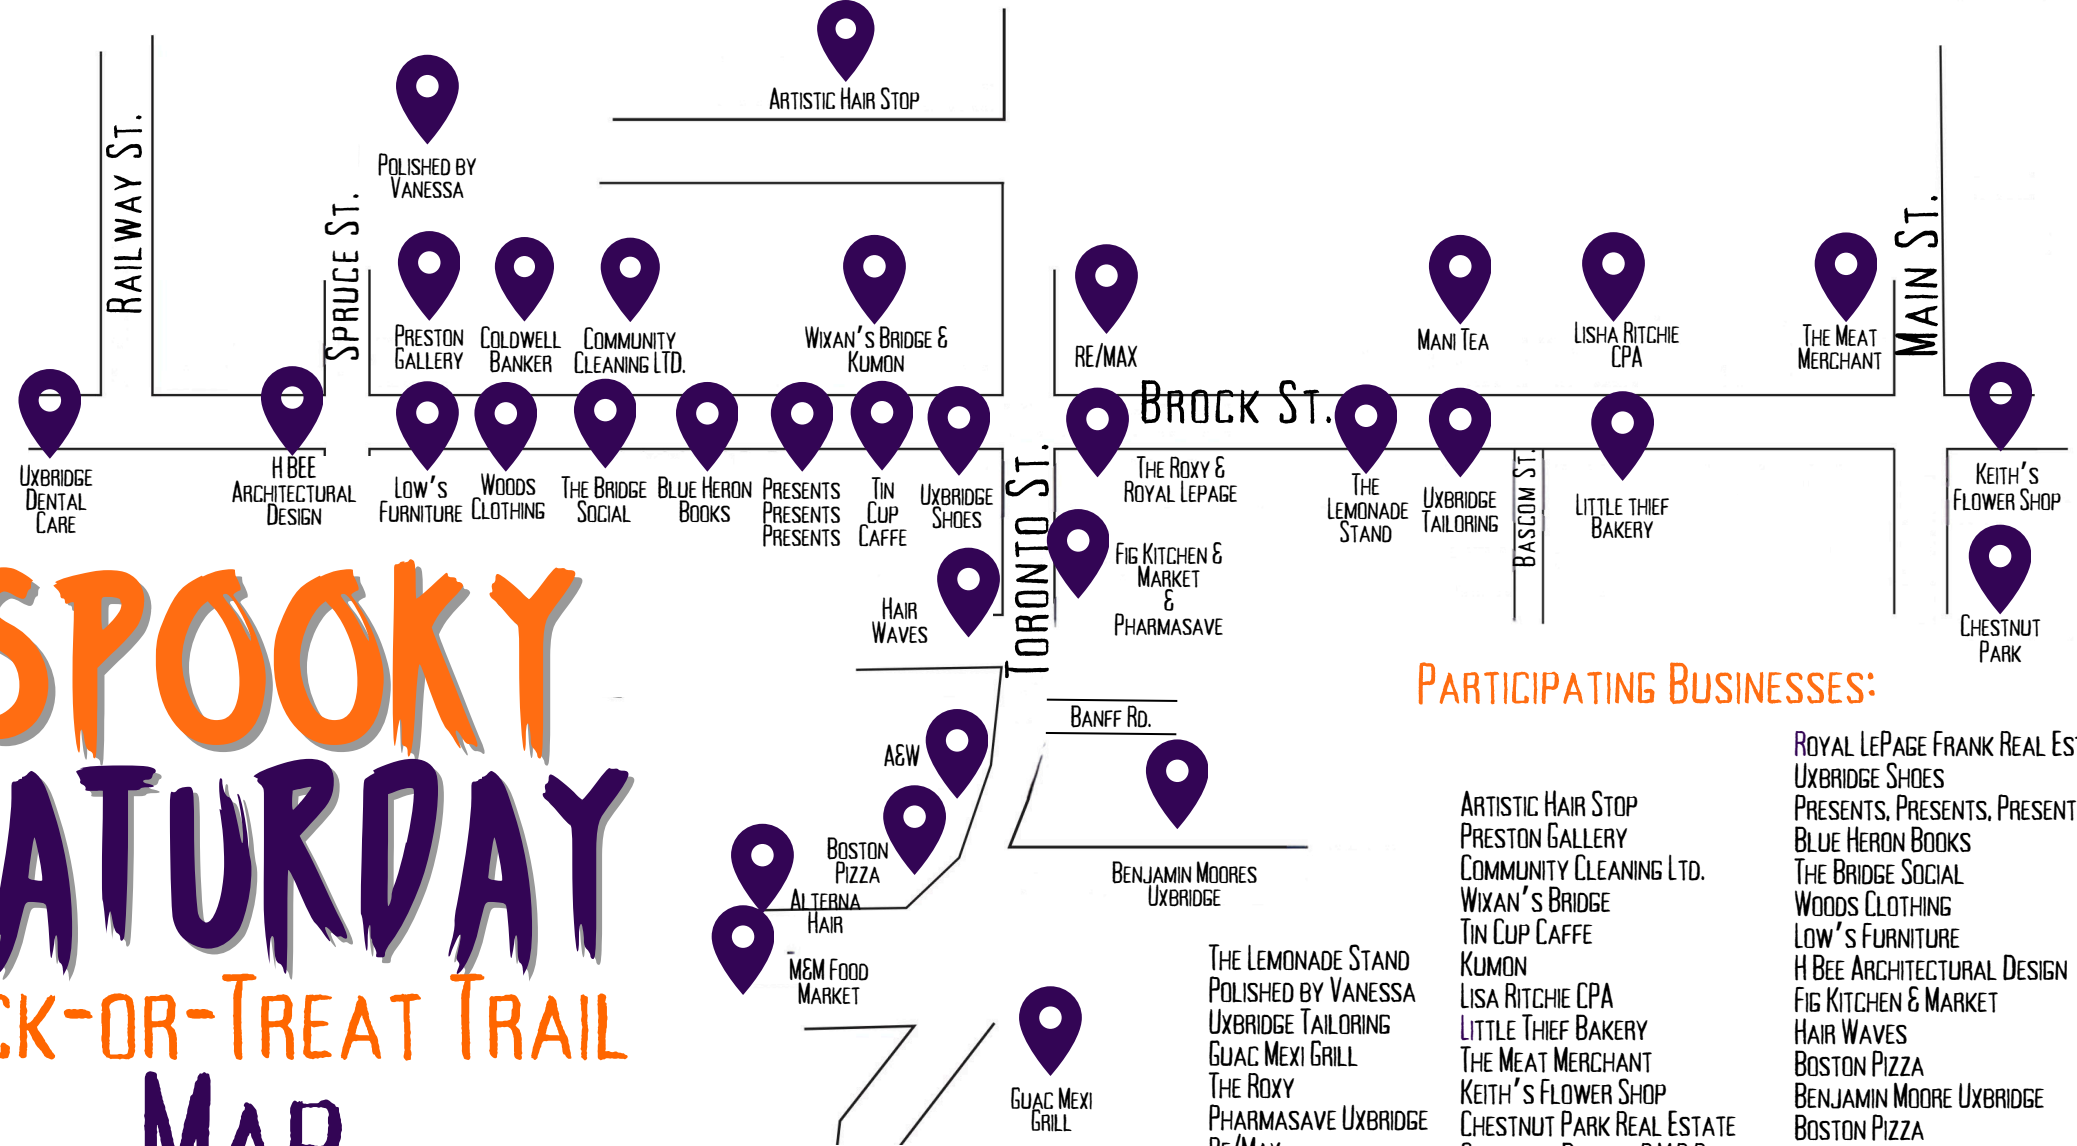 Artistic Hair Stop
Polished by
Vanessa
Railway St.
Spruce St.
Main St.
Preston
Gallery
Coldwell
Banker
Community
Cleaning LTD.
Wixan's Bridge &
Kumon
RE/MAX
Mani Tea
Lisha Ritchie
CPA
The Meat
Merchant
Brock St.
Uxbridge
Dental
Care
H Bee
Architectural
Design
Low's
Furniture
Woods
Clothing
The Bridge
Social
Blue Heron
Books
Presents
Presents
Presents
Tin
Cup
Caffe
Uxbridge
Shoes
Toronto St.
The Roxy &
Royal Lepage
The
Lemonade
Stand
Uxbridge
Tailoring
Bascom St.
Little thief
Bakery
Keith's
Flower Shop
Chestnut
Park
Hair
Waves
Fig Kitchen &
Market
&
Pharmasave
Banff Rd.
A&W
Boston
Pizza
Alterna
Hair
M&M Food
Market
Benjamin Moores
Uxbridge
Guac Mexi
Grill
SPOOKY
ATURDAY
ck-or-Treat Trail
Map
Participating Businesses:
The Lemonade Stand
Polished by Vanessa
Uxbridge Tailoring
Guac Mexi Grill
The Roxy
Pharmasave Uxbridge
Re/Max
Artistic Hair Stop
Preston Gallery
Community Cleaning Ltd.
Wixan's Bridge
Tin Cup Caffe
Kumon
Lisa Ritchie CPA
Little Thief Bakery
The Meat Merchant
Keith's Flower Shop
Chestnut Park Real Estate
Royal LePage Frank Real Es
Uxbridge Shoes
Presents, Presents, Present
Blue Heron Books
The Bridge Social
Woods Clothing
Low's Furniture
H Bee Architectural Design
Fig Kitchen & Market
Hair Waves
Boston Pizza
Benjamin Moore Uxbridge
Boston Pizza